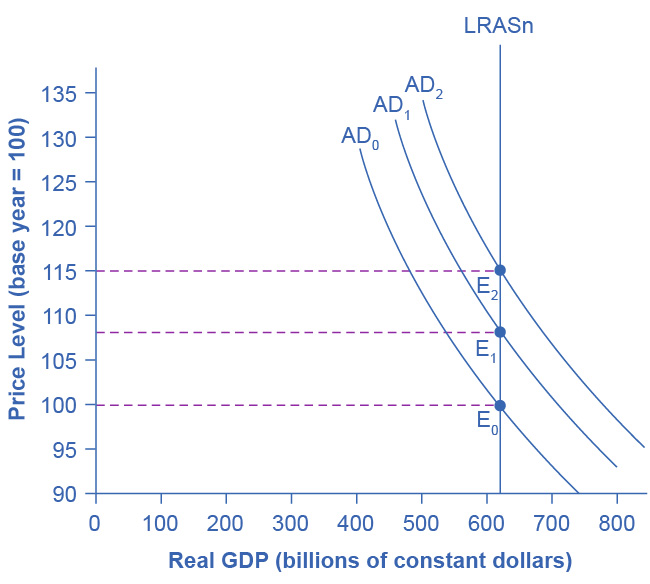 LRASn
AD2
AD1
AD0
135
130
125
120
115
110
105
100
95
90
E2
E1
E0
0 100 200 300 400 500 600 700 800
Price Level (base year = 100)
Real GDP (billions of constant dollars)